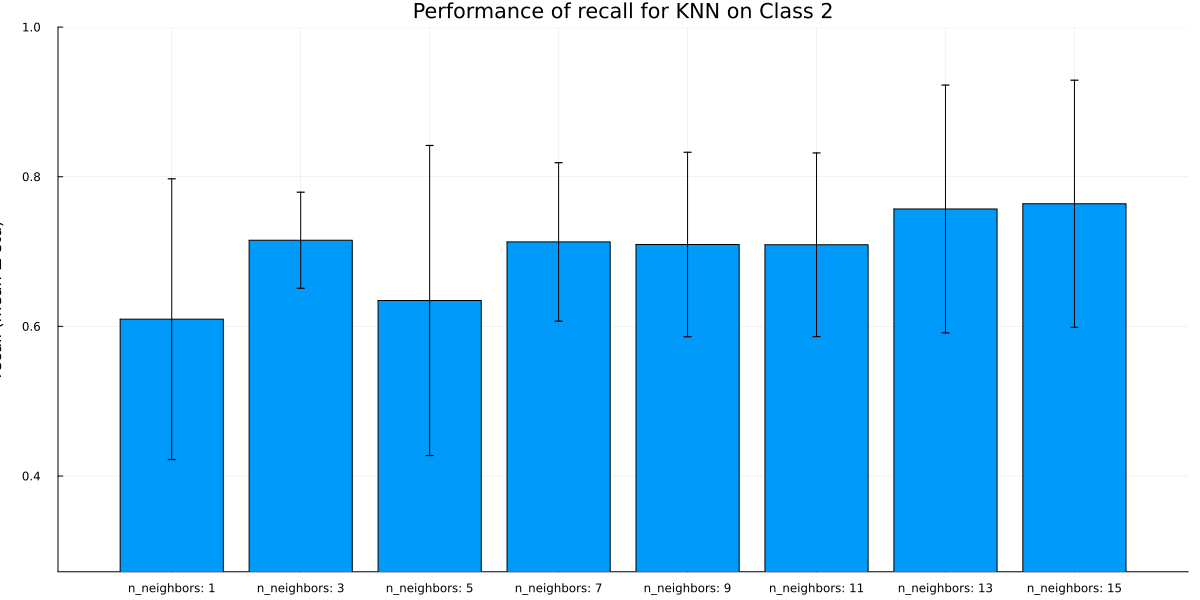 Performance of recall for KNN on Class 2
1.0
0.8
0.6
0.4
n_neighbors: 1
n_neighbors: 3
n_neighbors: 5
n_neighbors: 7
n_neighbors: 9
n_neighbors: 11
n_neighbors: 13
n_neighbors: 15